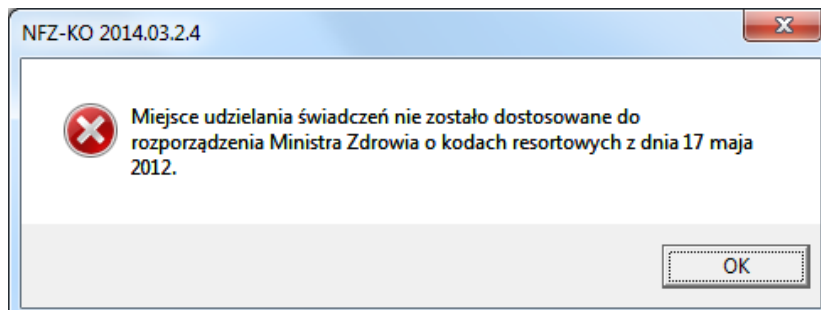 NFZ-KO 2014.03.2.4
Miejsce udzielania świadczeń nie zostało dostosowane do
rozporządzenia Ministra Zdrowia o kodach resortowych z dnia 17 maja
2012.
OK